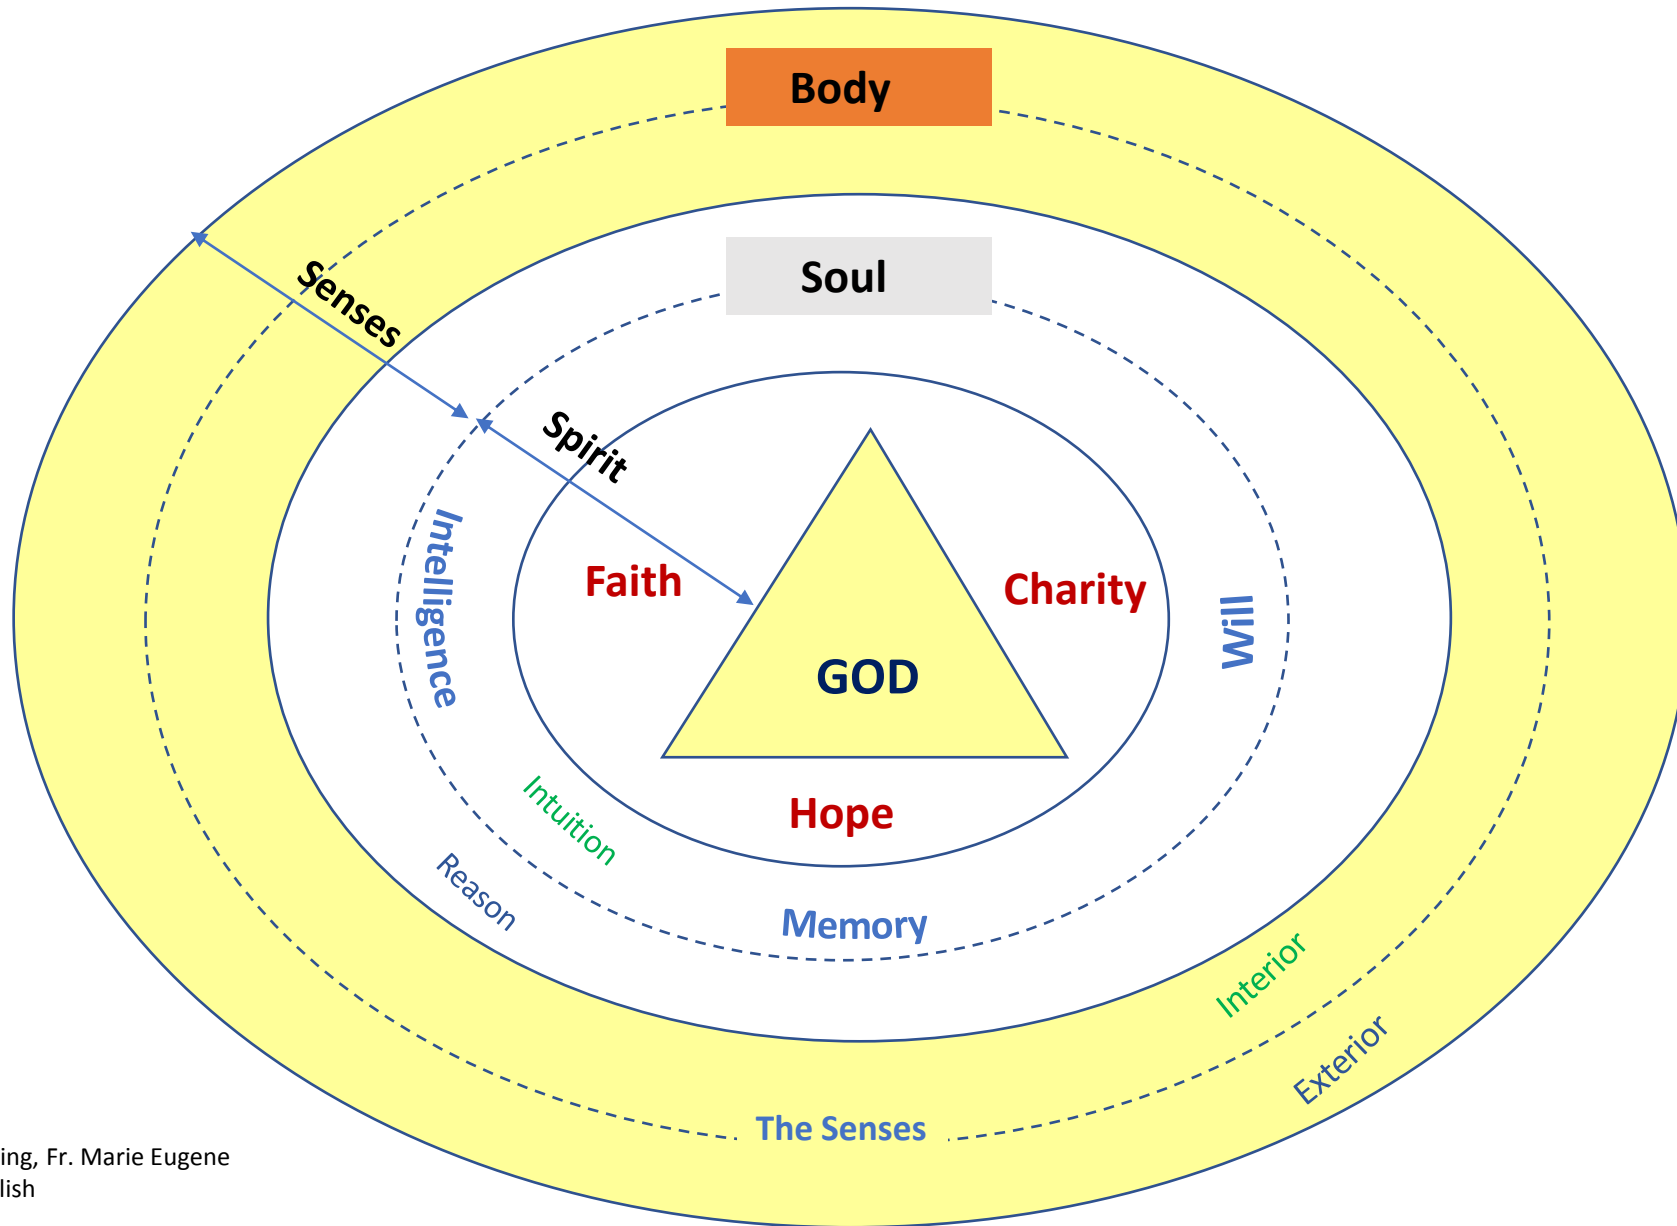 Body
Senses
Soul
Spirit
Intelligence
Faith
Charity
Will
GOD
Intuition
Hope
Reason
Memory
Interior
Exterior
The Senses
ing, Fr. Marie Eugene
lish